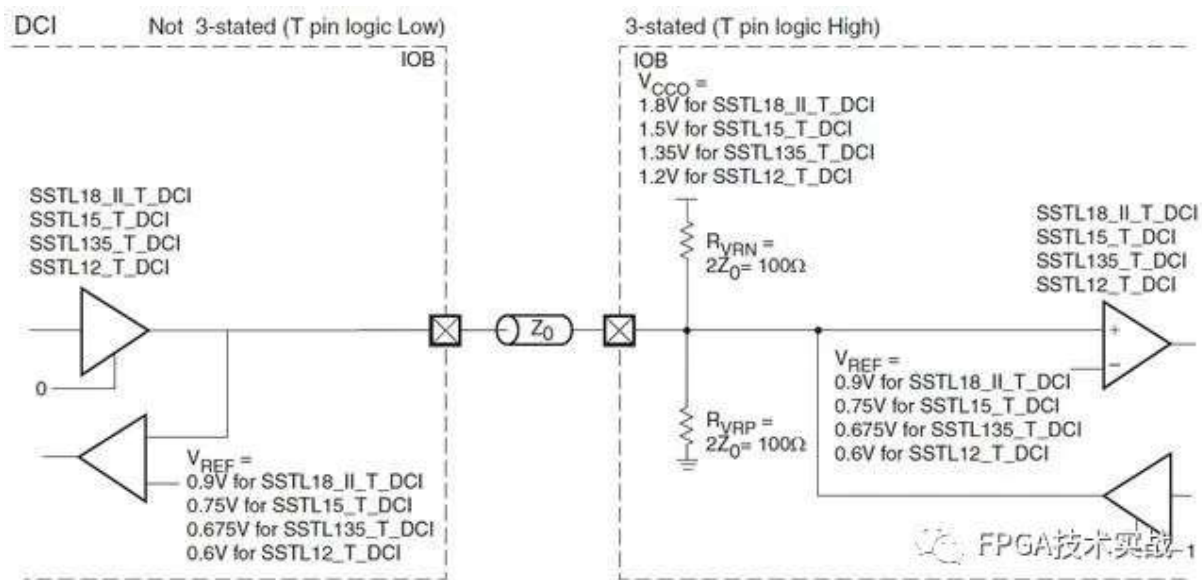 DCI
Not 3-stated (T pin logic Low)
IOB
SSTL18_II_T_DCI
SSTL15_T_DCI
SSTL135_T_DCI
SSTL12_T_DCI
0
VREF =
0.9V for SSTL18_II_T_DCI
0.75V for SSTL15_T_DCI
0.675V for SSTL135_T_DCI
0.6V for SSTL12_T_DCI
Z0
3-stated (T pin logic High)
IOB
VCCO =
1.8V for SSTL18_II_T_DCI
1.5V for SSTL15_T_DCI
1.35V for SSTL135_T_DCI
1.2V for SSTL12_T_DCI
RVRN =
2Z0= 100Ω
RVRP =
2Z0= 100Ω
SSTL18_II_T_DCI
SSTL15_T_DCI
SSTL135_T_DCI
SSTL12_T_DCI
+
–
VREF =
0.9V for SSTL18_II_T_DCI
0.75V for SSTL15_T_DCI
0.675V for SSTL135_T_DCI
0.6V for SSTL12_T_DCI
1
FPGA技术实战